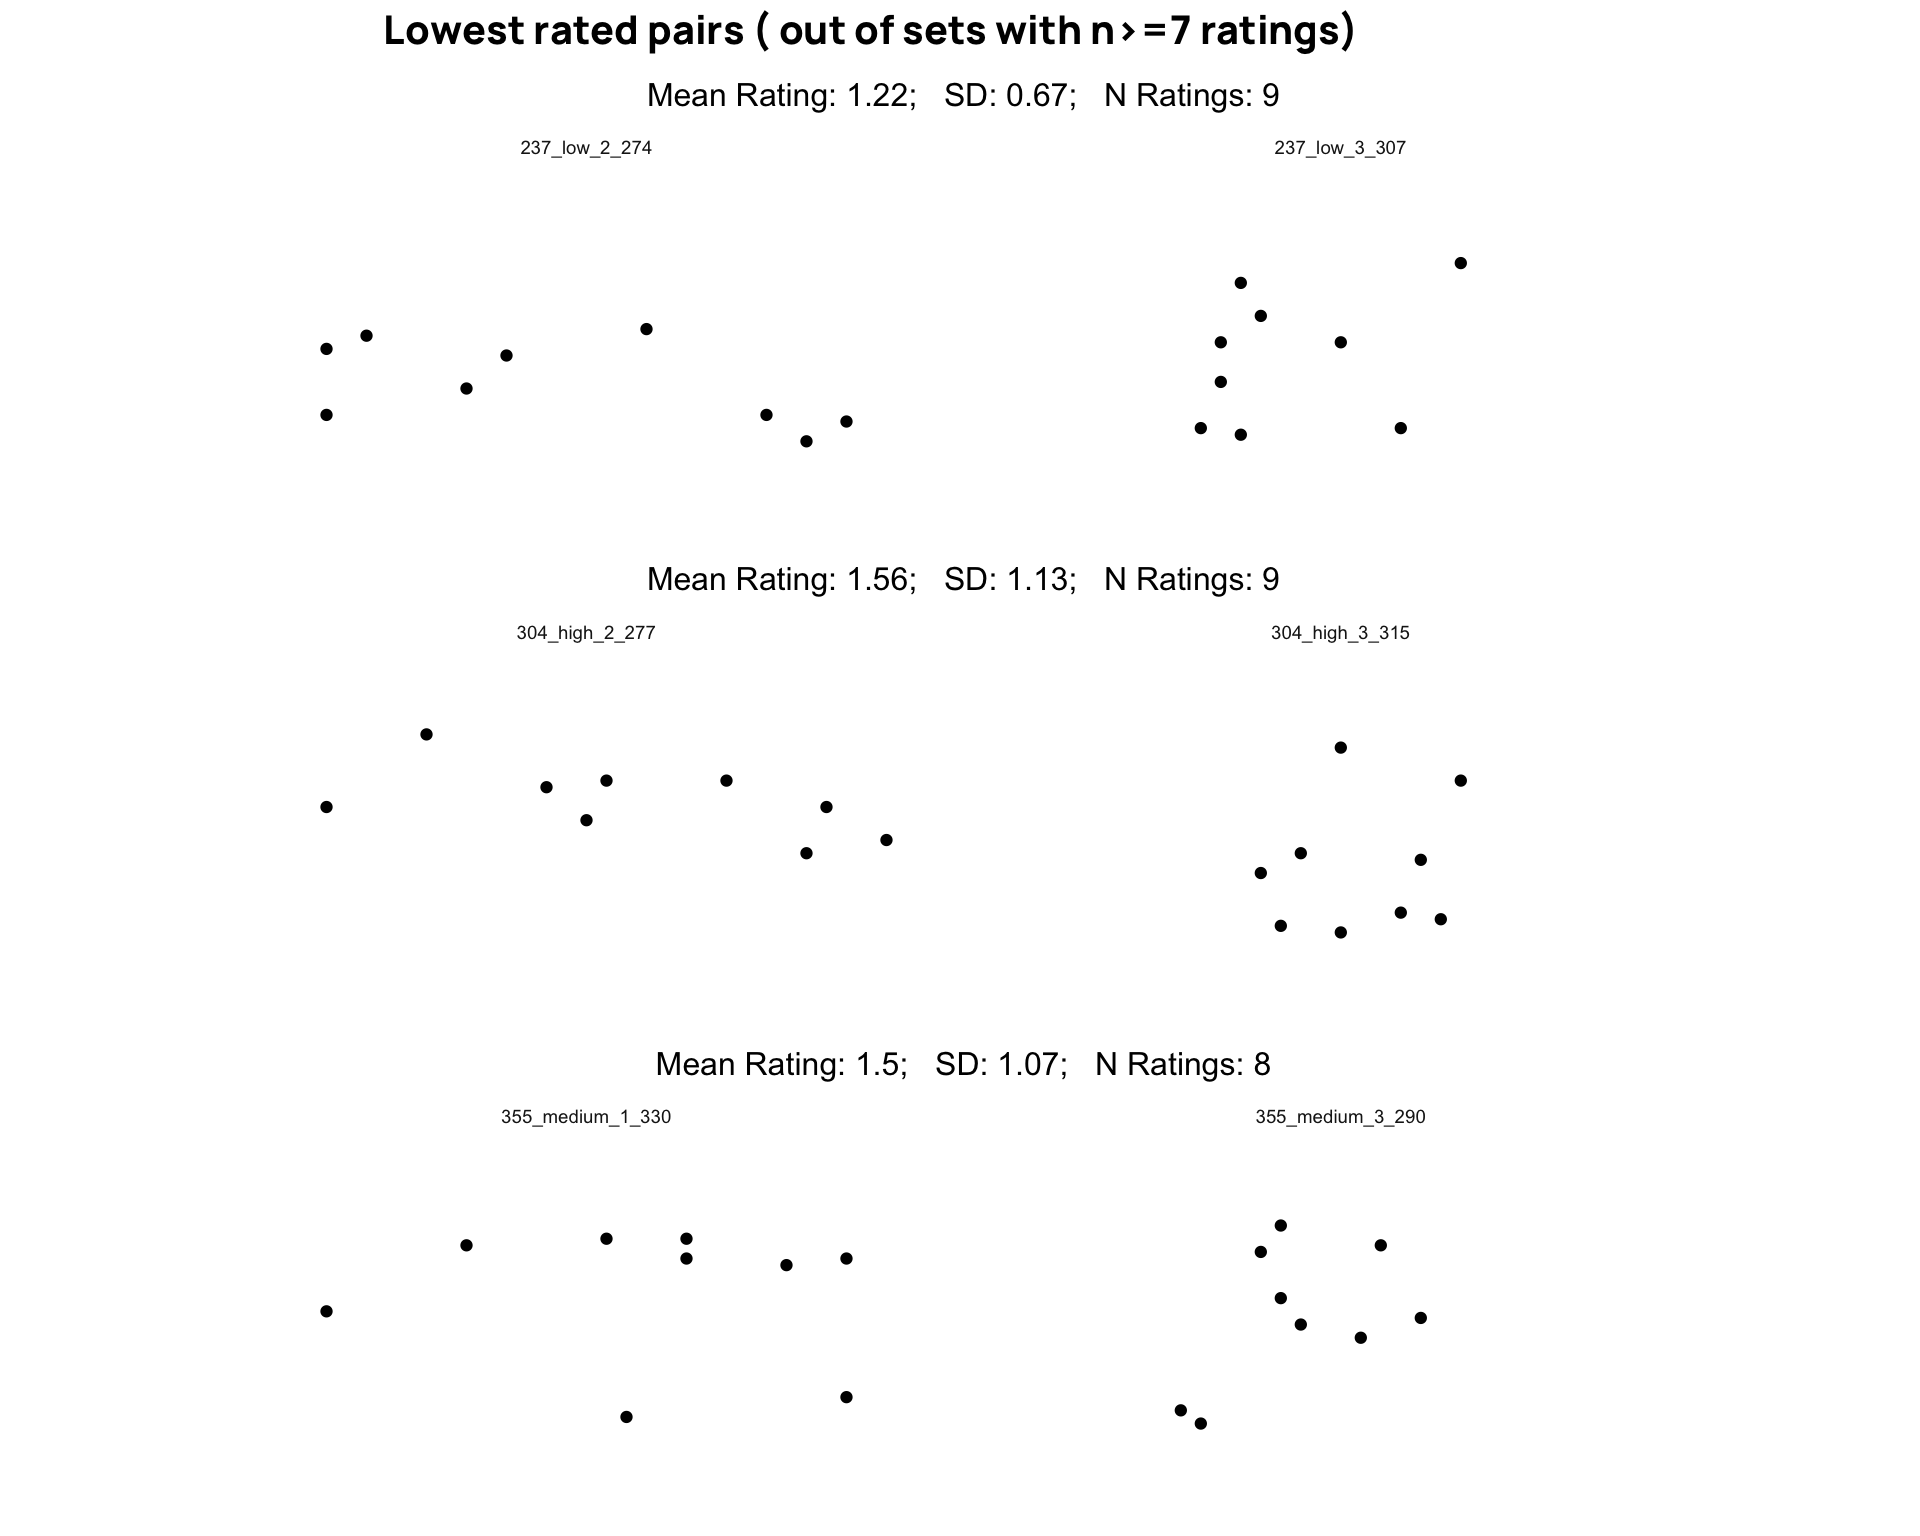 Lowest rated pairs ( out of sets with n>=7 ratings)
Mean Rating: 1.22;   SD: 0.67;   N Ratings: 9
237_low_2_274
237_low_3_307
Mean Rating: 1.56;   SD: 1.13;   N Ratings: 9
304_high_2_277
304_high_3_315
Mean Rating: 1.5;   SD: 1.07;   N Ratings: 8
355_medium_1_330
355_medium_3_290